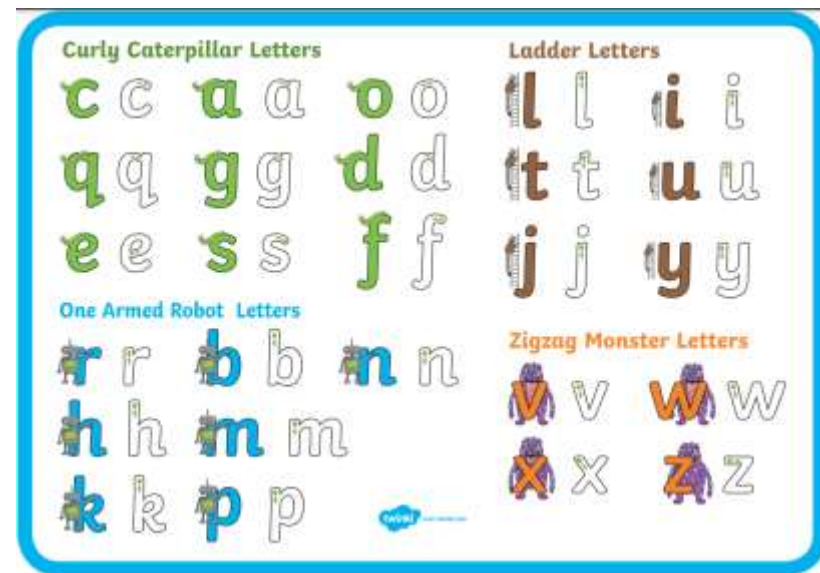 Curly Caterpillar Letters
c c a a o o
q q g g d d
e e s s f f
One Armed Robot Letters
r r b b n n
h h m m
k k p p
Ladder Letters
l l i i
t t u u
j j y y
Zigzag Monster Letters
v v w w
x x z z
twinkl